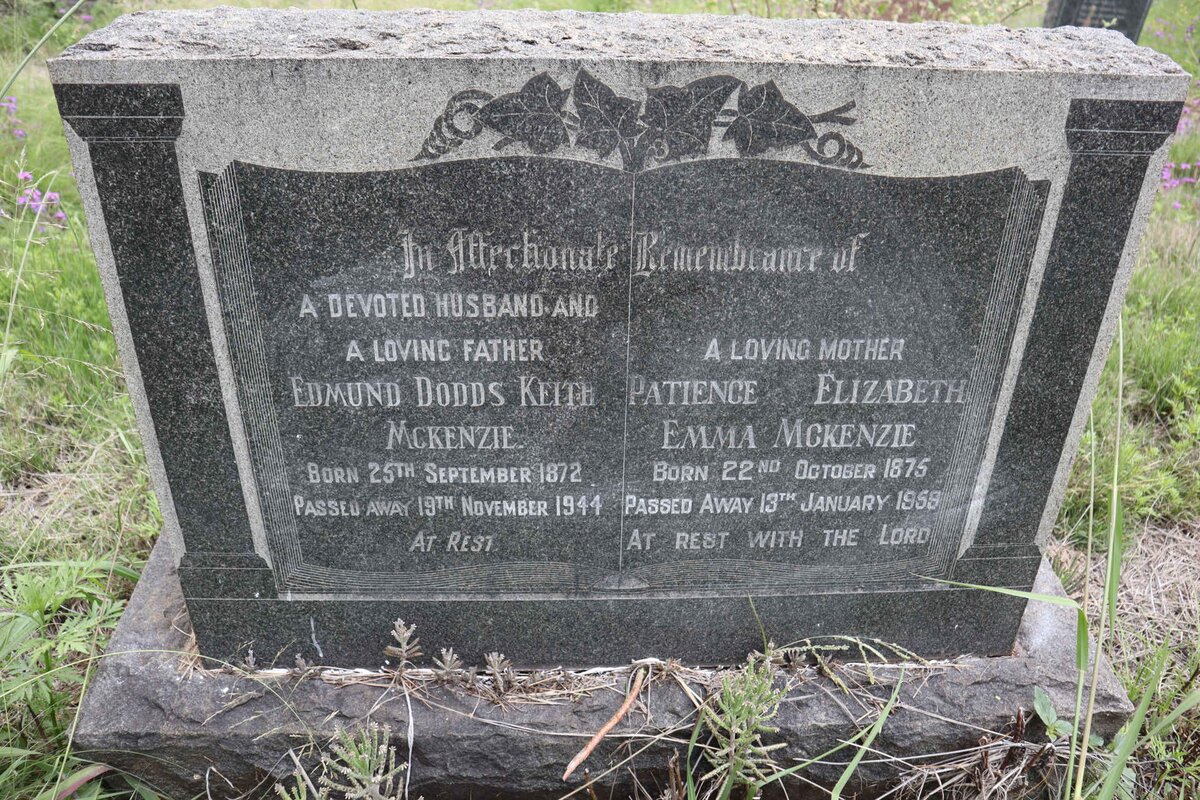 In Affectionate Remembrance of
A DEVOTED HUSBAND AND
A LOVING FATHER
EDMUND DODDS KEITH
MCKENZIE.
BORN 25TH SEPTEMBER 1872
PASSED AWAY 19TH NOVEMBER 1944
AT REST.
A LOVING MOTHER
PATIENCE ELIZABETH
EMMA MCKENZIE
BORN 22ND OCTOBER 1875
PASSED AWAY 13TH JANUARY
AT REST WITH THE LORD